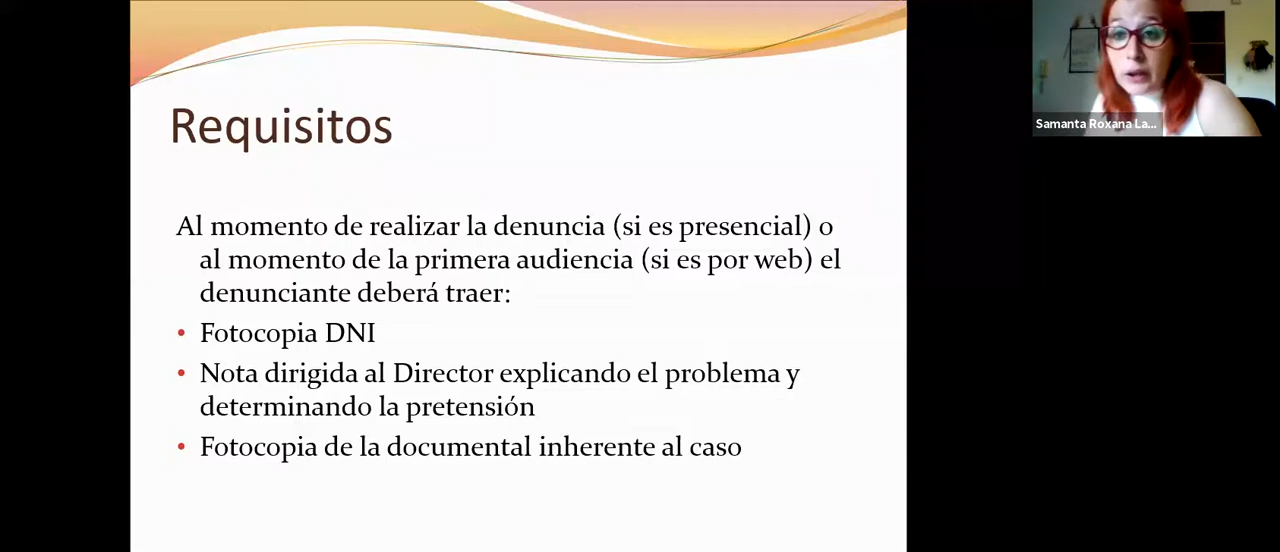 Requisitos
Al momento de realizar la denuncia (si es presencial) o
al momento de la primera audiencia (si es por web) el
denunciante deberá traer:
• Fotocopia DNI
• Nota dirigida al Director explicando el problema y
determinando la pretensión
• Fotocopia de la documental inherente al caso
Samanta Roxana La...